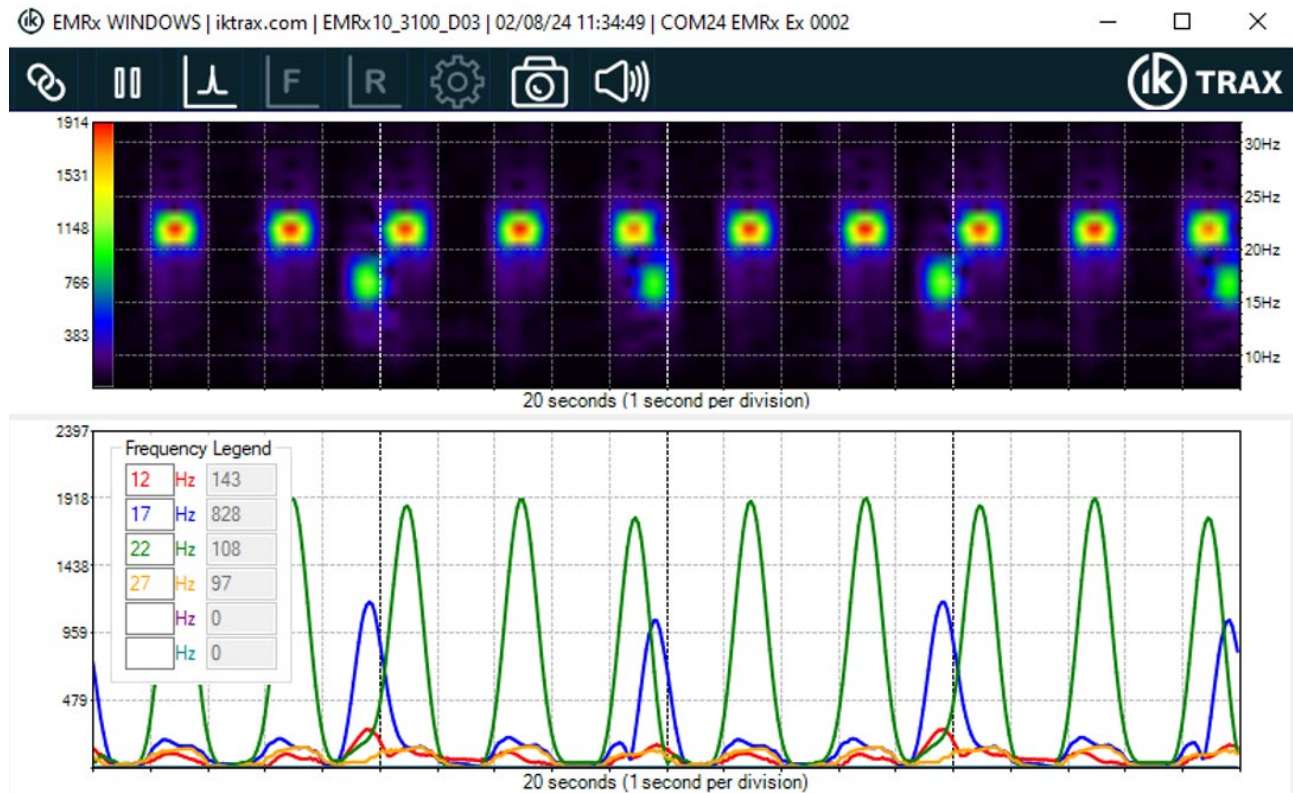 EMRx WINDOWS | iktrax.com | EMRx10_3100_D03 | 02/08/24 11:34:49 | COM24 EMRx Ex 0002
F R ik TRAX
1914
1531
1148
766
383
30Hz
25Hz
20Hz
15Hz
10Hz
20 seconds (1 second per division)
2397
1918
1438
959
479
Frequency Legend
12 Hz 143
17 Hz 828
22 Hz 108
27 Hz 97
Hz 0
Hz 0
20 seconds (1 second per division)